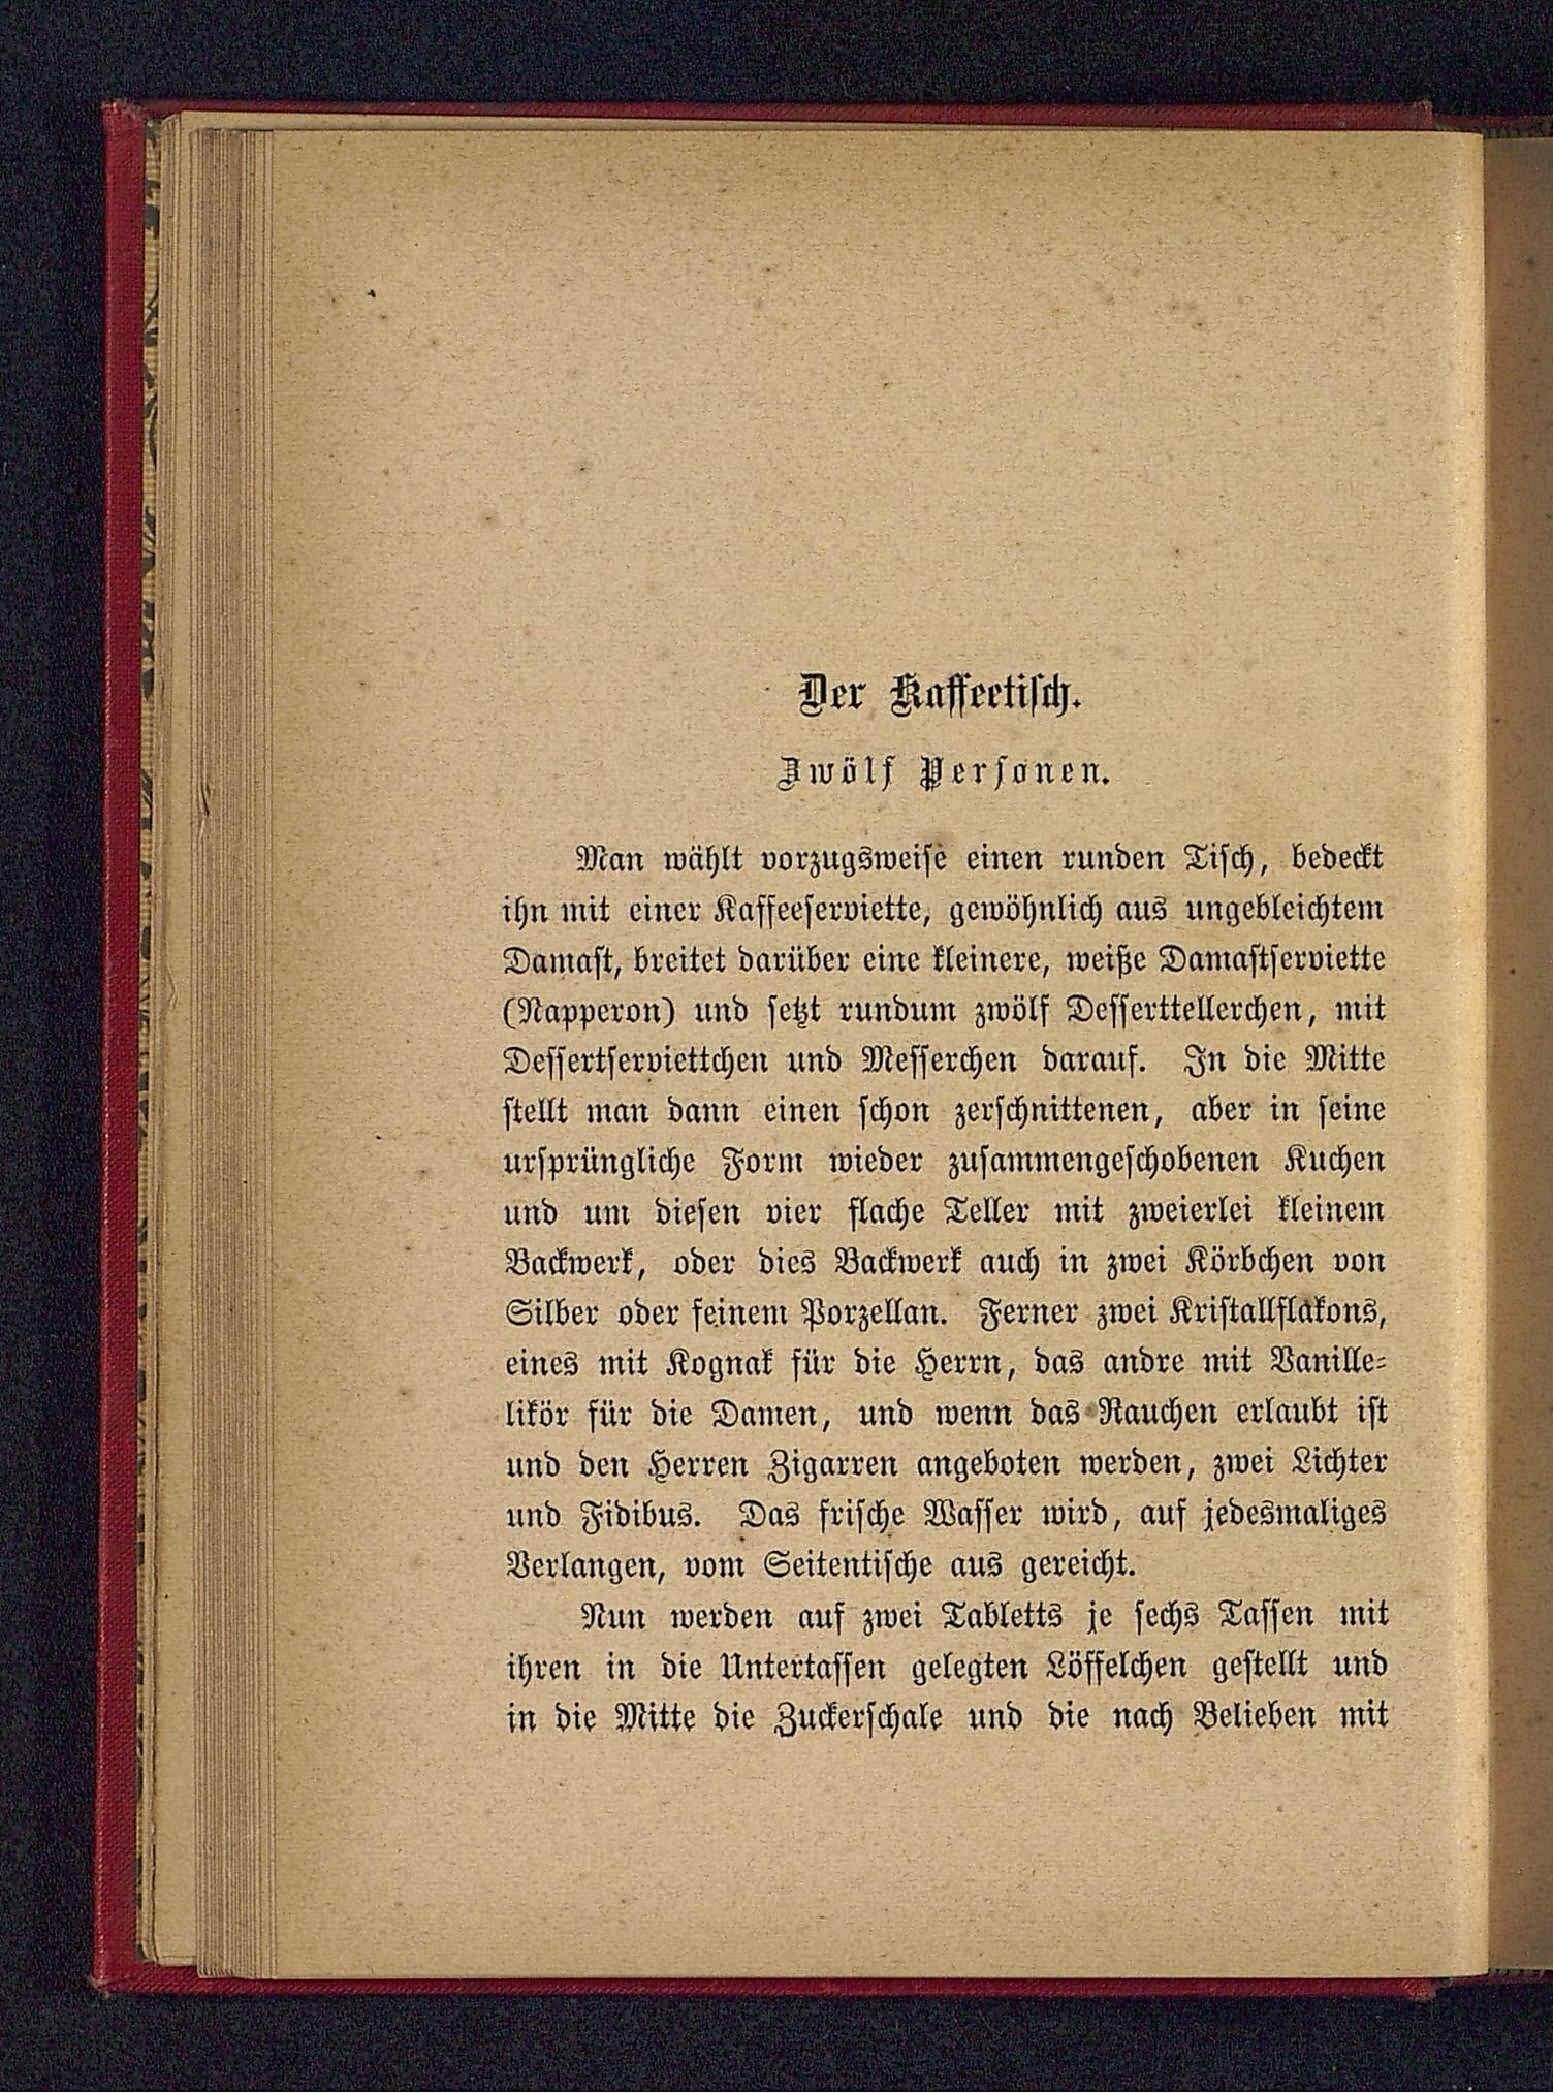 Der Kaffeetisch.
Zwölf Personen.
Man wählt vorzugsweise einen runden Tisch, bedeckt
ihn mit einer Kaffeeserviette, gewöhnlich aus ungebleichtem
Damast, breitet darüber eine kleinere, weiße Damastserviette
(Napperon) und setzt rundum zwölf Desserttellerchen, mit
Dessertserviettchen und Messerchen darauf. In die Mitte
stellt man dann einen schon zerschnittenen, aber in seine
ursprüngliche Form wieder zusammengeschobenen Kuchen
und um diesen vier flache Teller mit zweierlei kleinem
Backwerk, oder dies Backwerk auch in zwei Körbchen von
Silber oder feinem Porzellan. Ferner zwei Kristallflakons,
eines mit Kognak für die Herrn, das andre mit Vanille-
likör für die Damen, und wenn das Rauchen erlaubt ist
und den Herren Zigarren angeboten werden, zwei Lichter
und Fidibus. Das frische Wasser wird, auf jedesmaliges
Verlangen, vom Seitentische aus gereicht.
Nun werden auf zwei Tabletts je sechs Tassen mit
ihren in die Untertassen gelegten Löffelchen gestellt und
in die Mitte die Zuckerschale und die nach Belieben mit